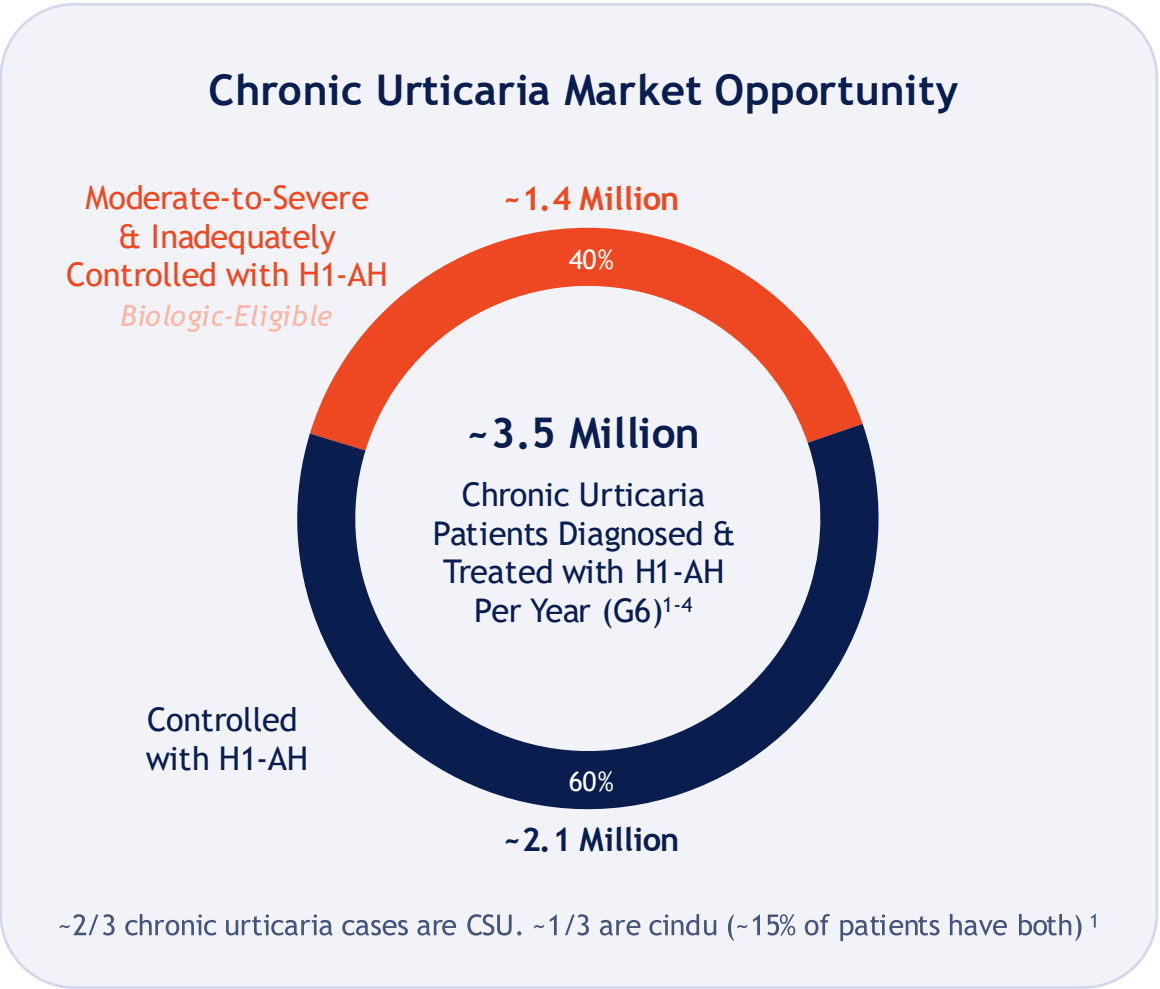 Chronic Urticaria Market Opportunity
Moderate-to-Severe
& Inadequately
Controlled with H1-AH
Biologic-Eligible
~1.4 Million
40%
~3.5 Million
Chronic Urticaria
Patients Diagnosed &
Treated with H1-AH
Per Year (G6)¹⁻⁴
Controlled
with H1-AH
60%
~2.1 Million
~2/3 chronic urticaria cases are CSU. ~1/3 are cindu (~15% of patients have both) ¹